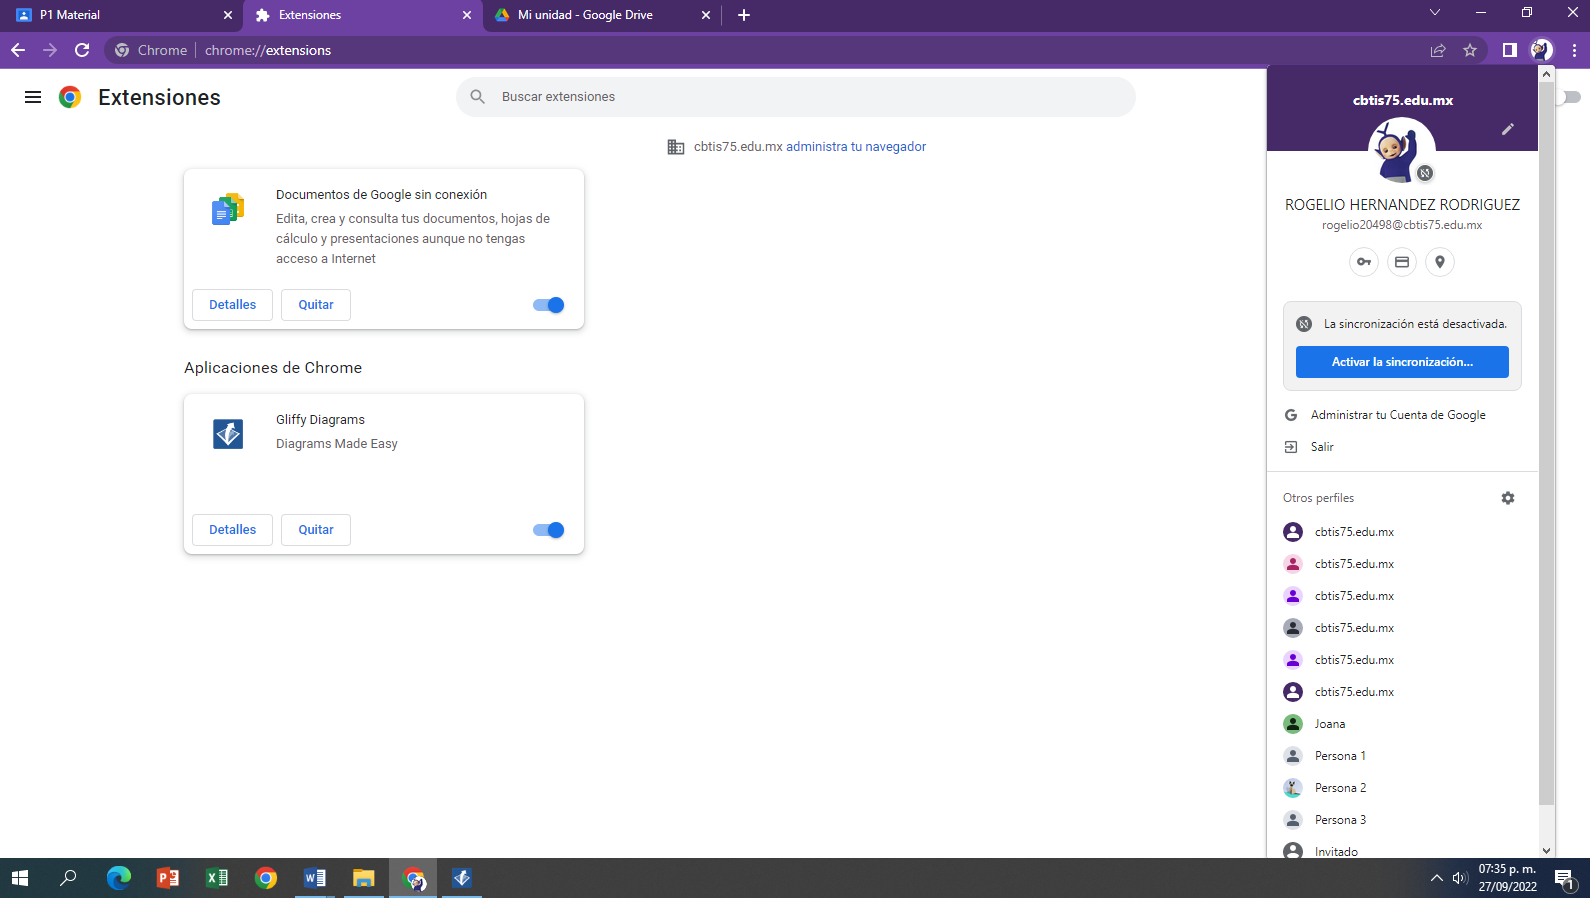 P1 Material
Extensiones
Mi unidad - Google Drive
Chrome
chrome://extensions
Extensiones
Buscar extensiones
cbtis75.edu.mx administra tu navegador
Documentos de Google sin conexión
Edita, crea y consulta tus documentos, hojas de
cálculo y presentaciones aunque no tengas
acceso a Internet
Detalles
Quitar
Aplicaciones de Chrome
Gliffy Diagrams
Diagrams Made Easy
Detalles
Quitar
cbtis75.edu.mx
ROGELIO HERNANDEZ RODRIGUEZ
rogelio20498@cbtis75.edu.mx
La sincronización está desactivada.
Activar la sincronización...
Administrar tu Cuenta de Google
Salir
Otros perfiles
cbtis75.edu.mx
cbtis75.edu.mx
cbtis75.edu.mx
cbtis75.edu.mx
cbtis75.edu.mx
cbtis75.edu.mx
Joana
Persona 1
Persona 2
Persona 3
Invitado
07:35 p. m.
27/09/2022
1